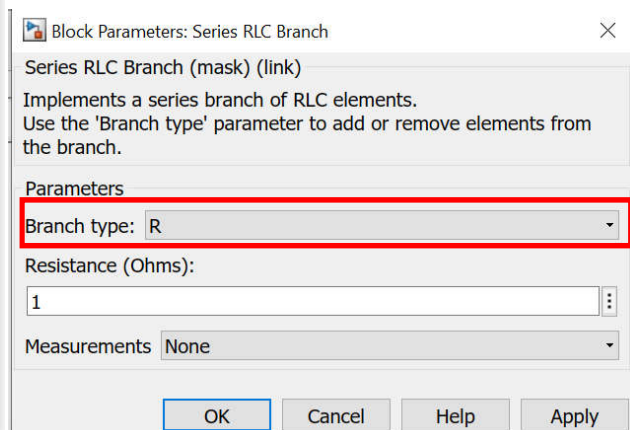 Block Parameters: Series RLC Branch
Series RLC Branch (mask) (link)
Implements a series branch of RLC elements.
Use the 'Branch type' parameter to add or remove elements from
the branch.
Parameters
Branch type: R
Resistance (Ohms):
1
Measurements None
OK Cancel Help Apply